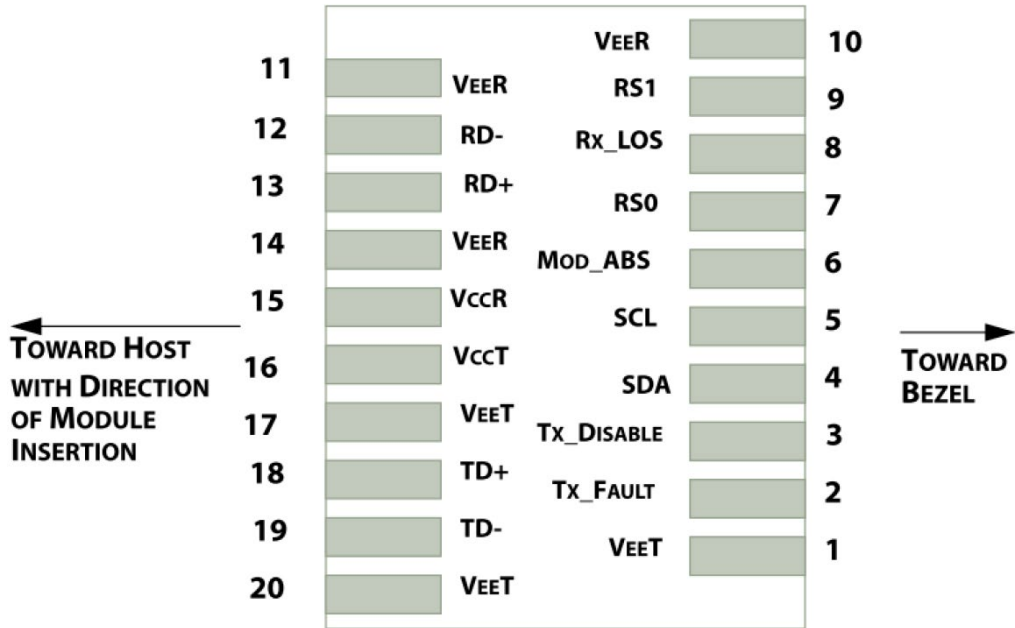 11 VEER
12 RD-
13 RD+
14 VEER
15 VCCR
16 VCCT
17 VEET
18 TD+
19 TD-
20 VEET
VEER 10
RS1 9
RX_LOS 8
RS0 7
MOD_ABS 6
SCL 5
SDA 4
TX_DISABLE 3
TX_FAULT 2
VEET 1
TOWARD HOST
WITH DIRECTION
OF MODULE
INSERTION
TOWARD
BEZEL